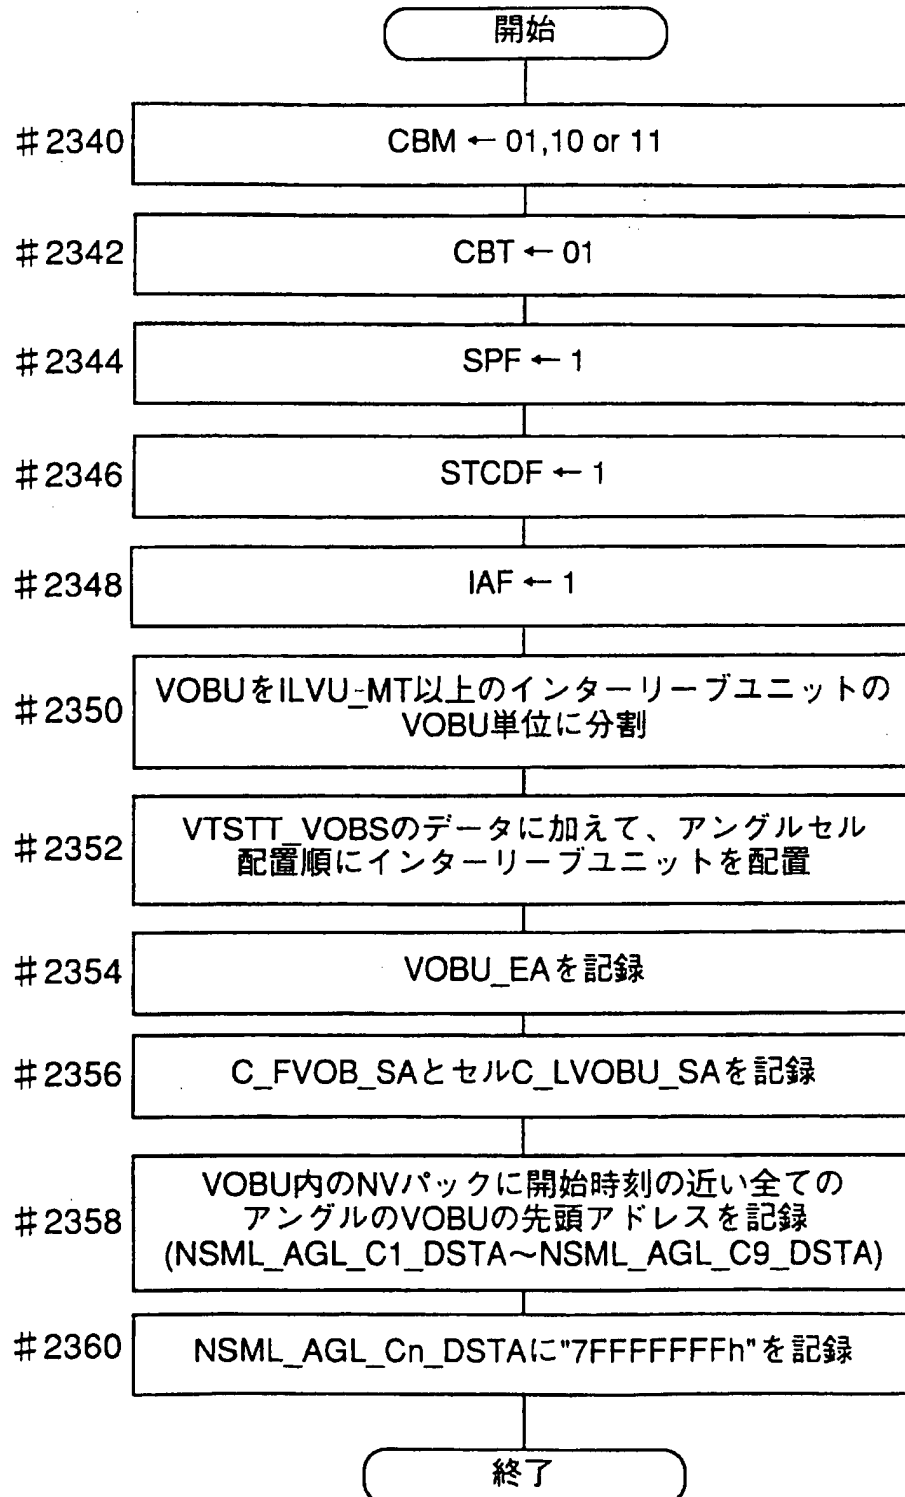 開始
#2340
CBM ← 01,10 or 11
#2342
CBT ← 01
#2344
SPF ← 1
#2346
STCDF ← 1
#2348
IAF ← 1
#2350
VOBUをILVU_MT以上のインターリーブユニットの
VOBU単位に分割
#2352
VTSTT_VOBSのデータに加えて、アングルセル
配置順にインターリーブユニットを配置
#2354
VOBU_EAを記録
#2356
C_FVOB_SAとセルC_LVOBU_SAを記録
#2358
VOBU内のNVパックに開始時刻の近い全ての
アングルのVOBUの先頭アドレスを記録
(NSML_AGL_C1_DSTA～NSML_AGL_C9_DSTA)
#2360
NSML_AGL_Cn_DSTAに"7FFFFFFFh"を記録
終了